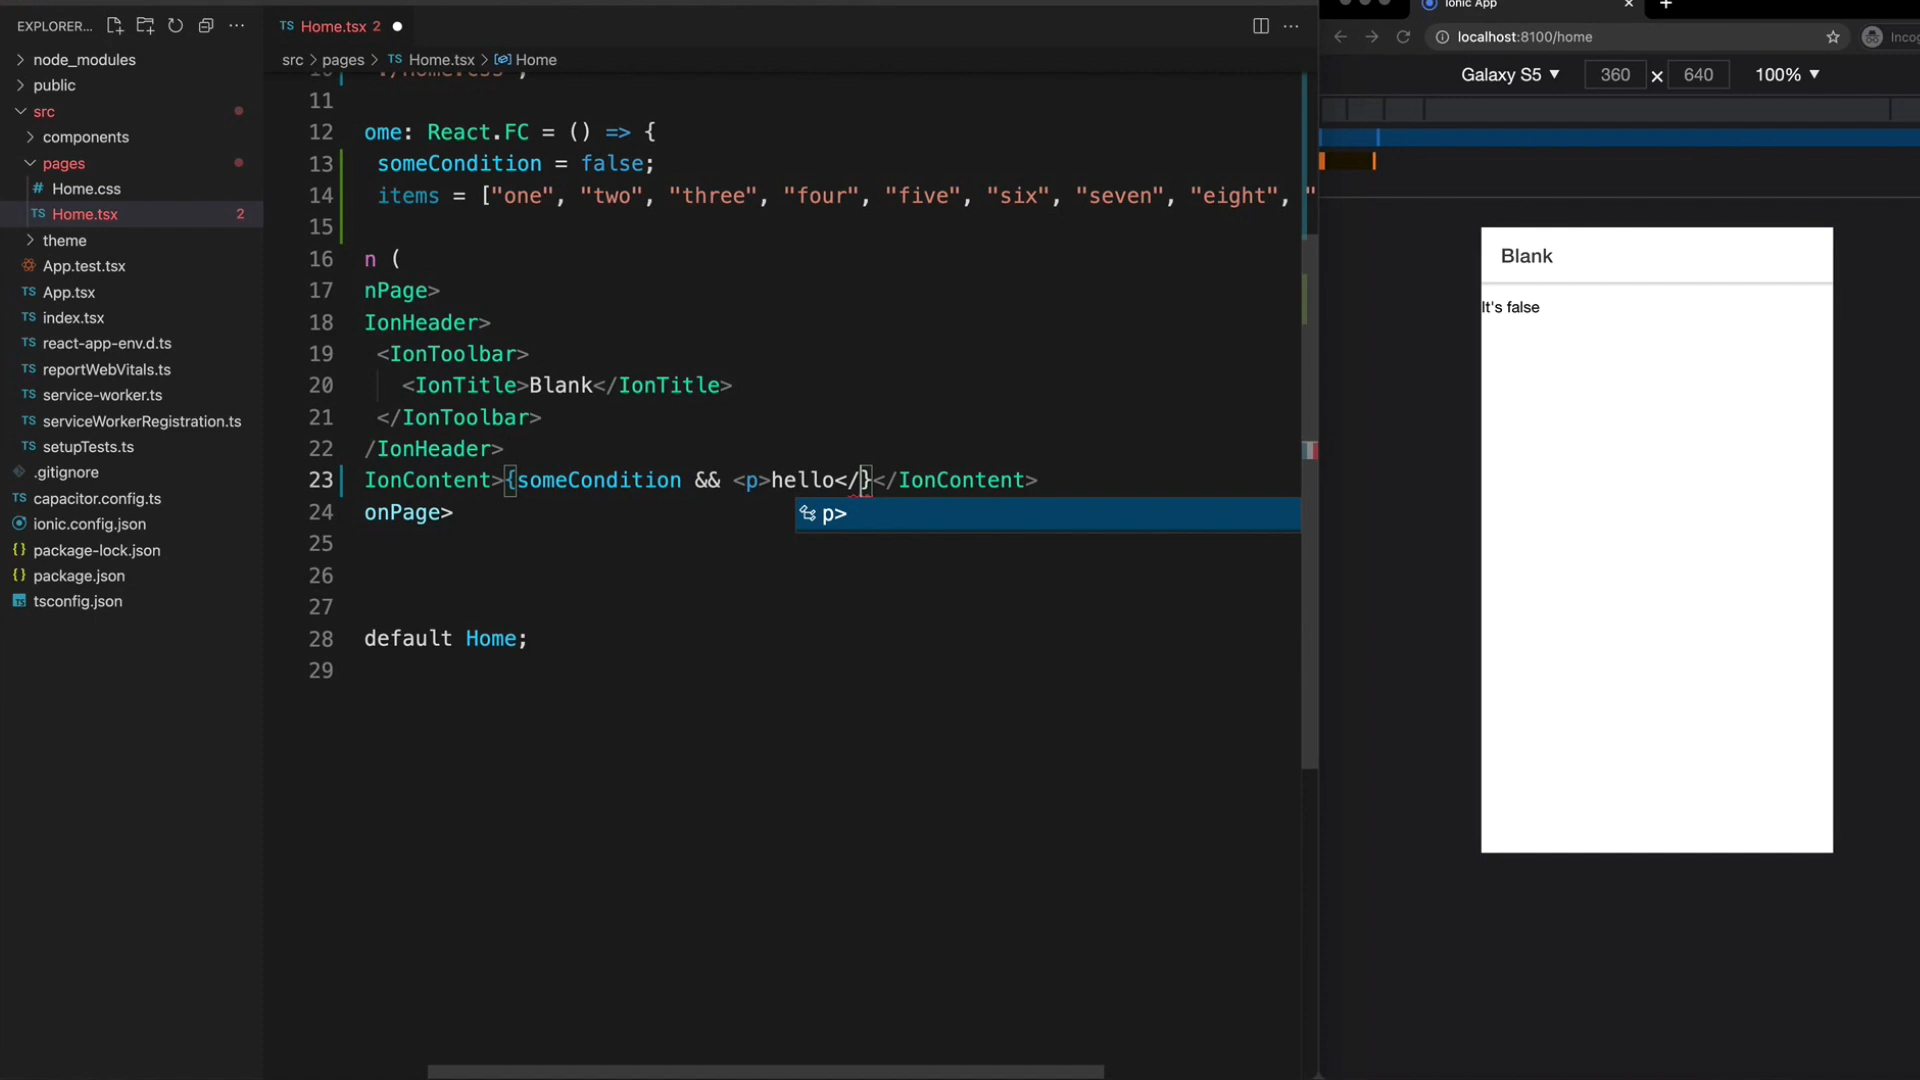 EXPLORER...
node_modules
public
src
components
pages
# Home.css
TS Home.tsx 2
theme
App.test.tsx
TS App.tsx
TS index.tsx
TS react-app-env.d.ts
TS reportWebVitals.ts
TS service-worker.ts
TS serviceWorkerRegistration.ts
TS setupTests.ts
.gitignore
TS capacitor.config.ts
ionic.config.json
{} package-lock.json
{} package.json
TS tsconfig.json
TS Home.tsx 2
src > pages > TS Home.tsx > Home
10 './Home.css';
11
12 ome: React.FC = () => {
13 someCondition = false;
14 items = ["one", "two", "three", "four", "five", "six", "seven", "eight", "
15
16 n (
17 nPage>
18 IonHeader>
19 <IonToolbar>
20 <IonTitle>Blank</IonTitle>
21 </IonToolbar>
22 /IonHeader>
23 IonContent>{someCondition && <p>hello</}</IonContent>
p>
24 onPage>
25
26
27
28 default Home;
29
Ionic App
localhost:8100/home
Incog
Galaxy S5 ▼ 360 × 640 100% ▼
Blank
It's false